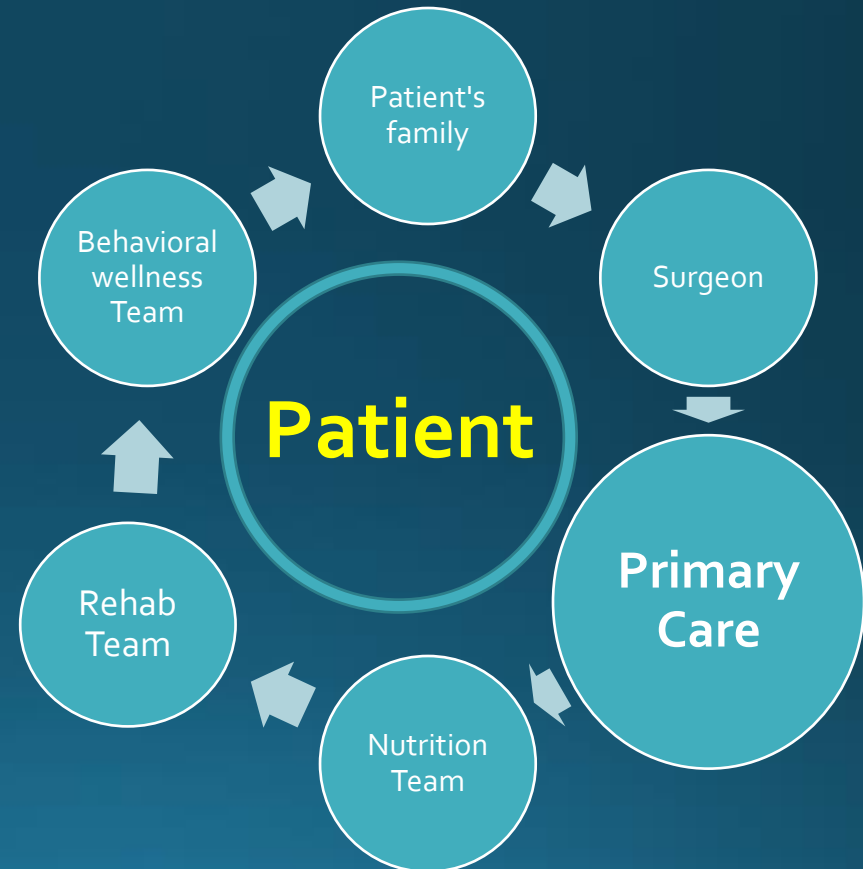 Patient's
family
Surgeon
Primary
Care
Nutrition
Team
Rehab
Team
Behavioral
wellness
Team
Patient